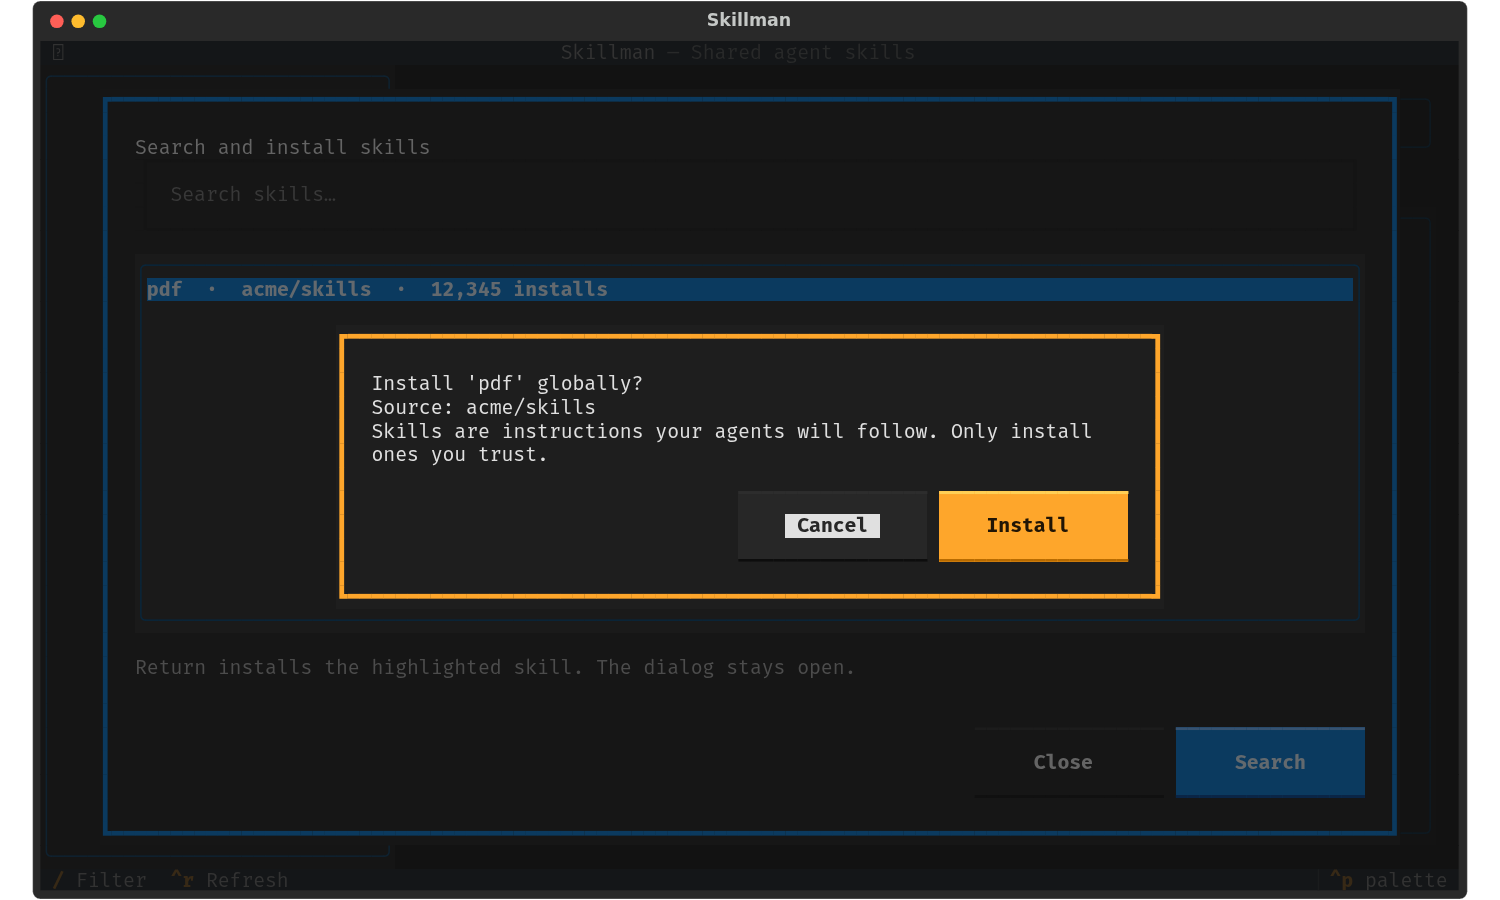 Skillman
Skillman — Shared agent skills
Search and install skills
Search skills…
pdf · acme/skills · 12,345 installs
Install 'pdf' globally?
Source: acme/skills
Skills are instructions your agents will follow. Only install
ones you trust.
Cancel Install
Return installs the highlighted skill. The dialog stays open.
Close Search
/ Filter ^r Refresh ^p palette